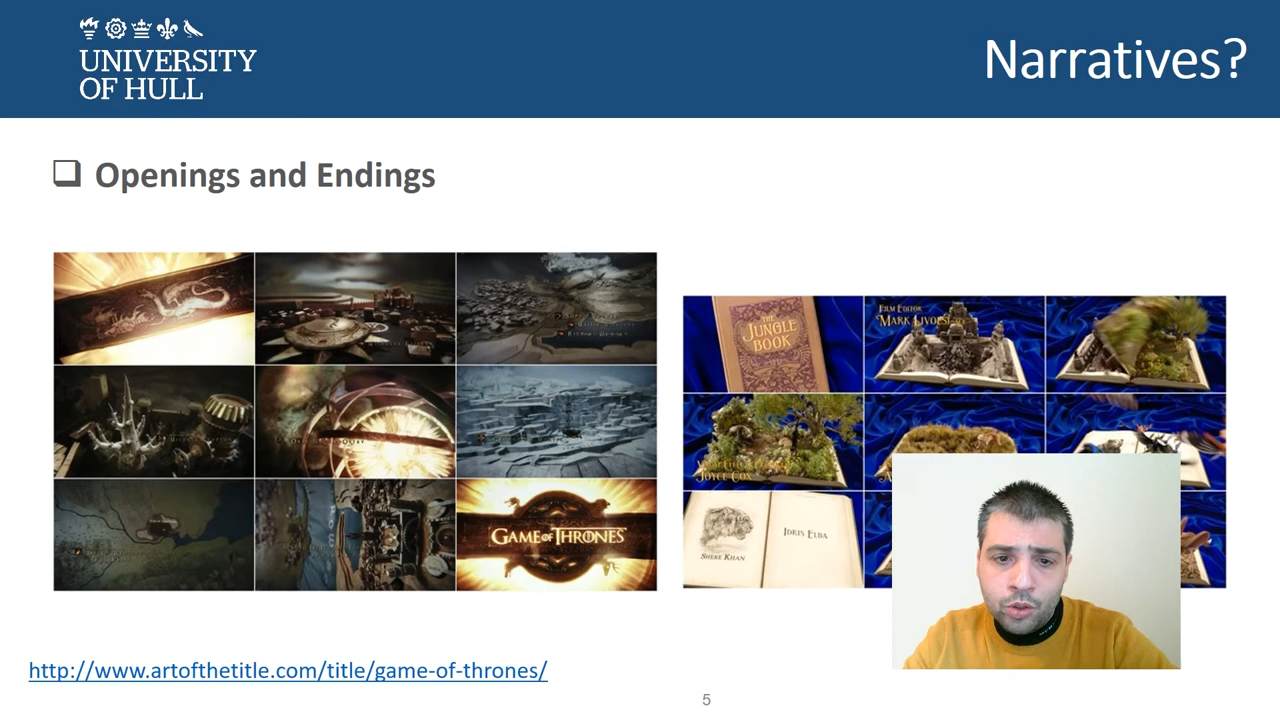 UNIVERSITY
OF HULL
Narratives?
Openings and Endings
GAME OF THRONES
THE
JUNGLE
BOOK
FILM EDITOR
MARK LIVOLSI
JOYCE COX
SHERE KHAN
IDRIS ELBA
http://www.artofthetitle.com/title/game-of-thrones/
5